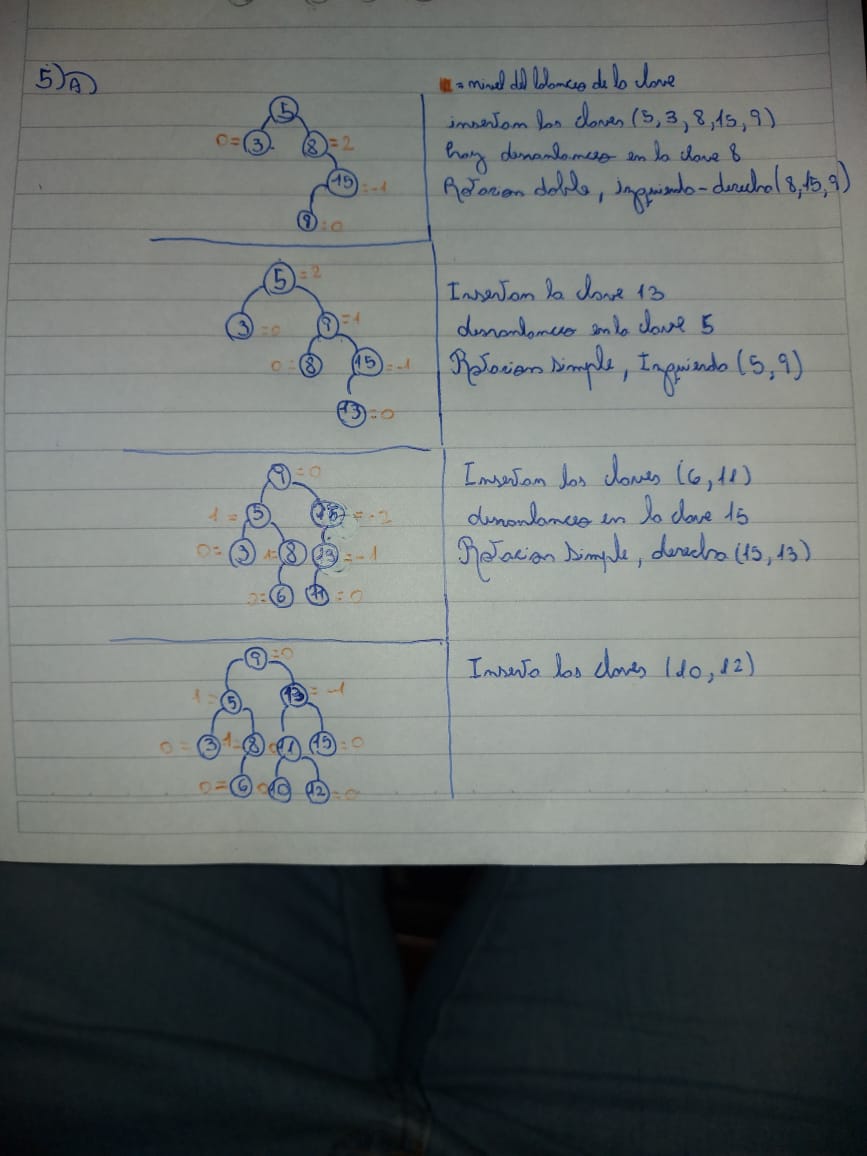 5) A)
= nivel del balanceo de la clave
5
0= 3 8 =2
15 =-1
9 =0
insertan las claves (5, 3, 8, 15, 9)
hay desbalanceo en la clave 8
Rotacion doble, izquierda-derecha (8, 15, 9)
5 =2
3 =0 9 =1
0= 8 15 =-1
13 =0
Insertan la clave 13
desbalanceo en la clave 5
Rotacion simple, Izquierda (5, 9)
9 =0
1= 5 15 =-2
0= 3 1= 8 13 =-1
0= 6 11 =0
Insertan las claves (6, 11)
desbalanceo en la clave 15
Rotacion simple, derecha (15, 13)
9 =0
1= 5 13 =-1
0= 3 1= 8 0 11 15 =0
0= 6 0 10 12 =0
Inserto las claves (10, 12)